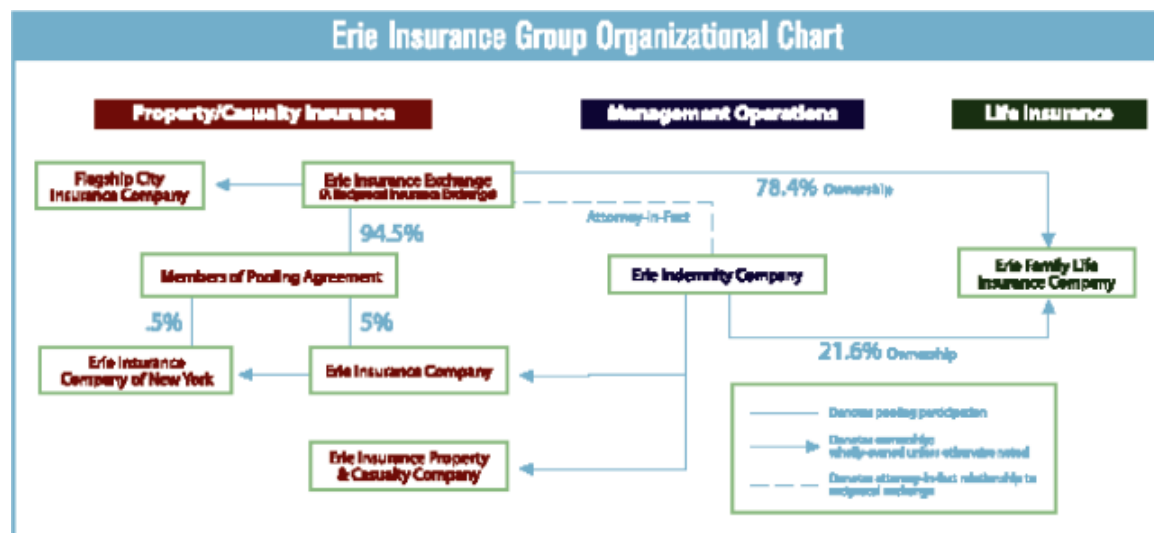 Erie Insurance Group Organizational Chart
Property/Casualty Insurance
Management Operations
Life Insurance
Flagship City
Insurance Company
Erie Insurance Exchange
(A Reciprocal Insurance Exchange)
78.4% Ownership
Attorney-in-Fact
94.5%
Members of Pooling Agreement
Erie Indemnity Company
Erie Family Life
Insurance Company
.5%
5%
21.6% Ownership
Erie Insurance
Company of New York
Erie Insurance Company
Erie Insurance Property
& Casualty Company
Denotes pooling participation
Denotes ownership;
wholly-owned unless otherwise noted
Denotes attorney-in-fact relationship to
reciprocal exchange